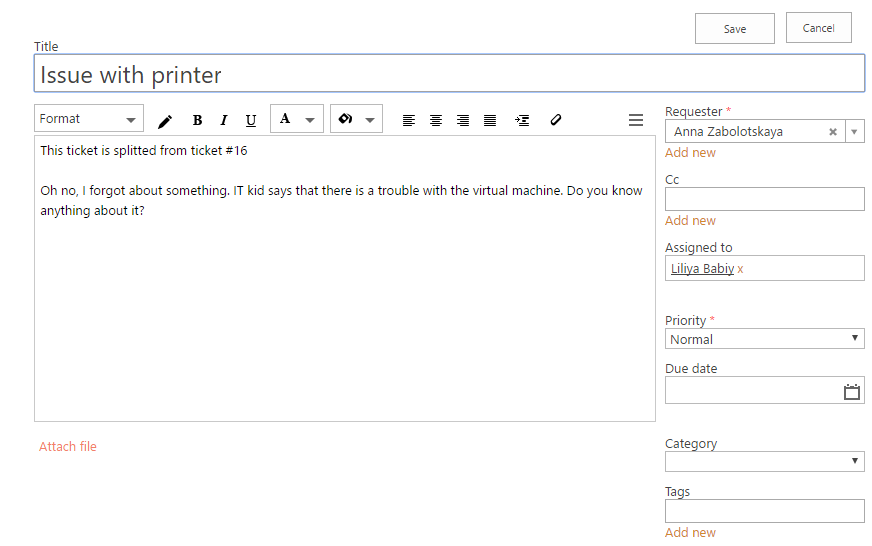 Save
Cancel
Title
Issue with printer
Format
B
I
U
A
This ticket is splitted from ticket #16
Oh no, I forgot about something. IT kid says that there is a trouble with the virtual machine. Do you know
anything about it?
Attach file
Requester *
Anna Zabolotskaya
Add new
Cc
Add new
Assigned to
Liliya Babiy x
Priority *
Normal
Due date
Category
Tags
Add new